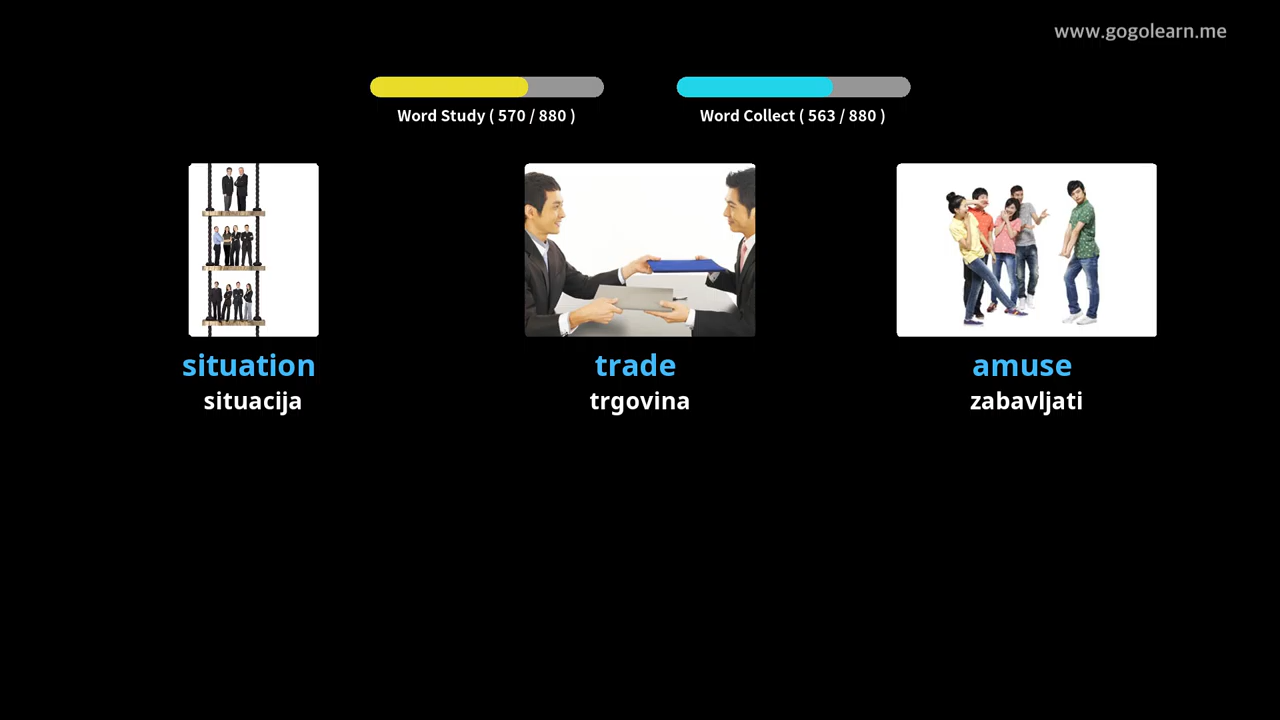 www.gogolearn.me
Word Study ( 570 / 880 )
Word Collect ( 563 / 880 )
situation
situacija
trade
trgovina
amuse
zabavljati